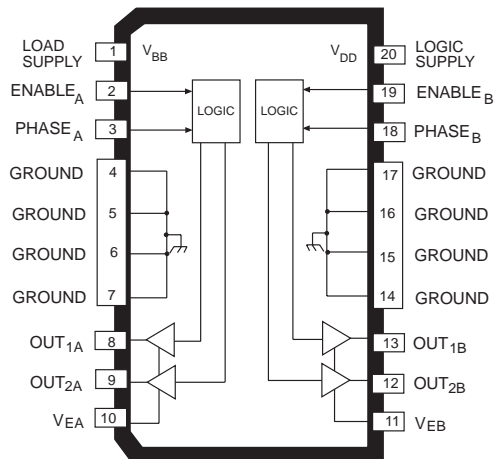 LOAD SUPPLY 1 V_BB V_DD 20 LOGIC SUPPLY
ENABLE_A 2 19 ENABLE_B
LOGIC LOGIC
PHASE_A 3 18 PHASE_B
GROUND 4 17 GROUND
GROUND 5 16 GROUND
GROUND 6 15 GROUND
GROUND 7 14 GROUND
OUT_1A 8 13 OUT_1B
OUT_2A 9 12 OUT_2B
V_EA 10 11 V_EB